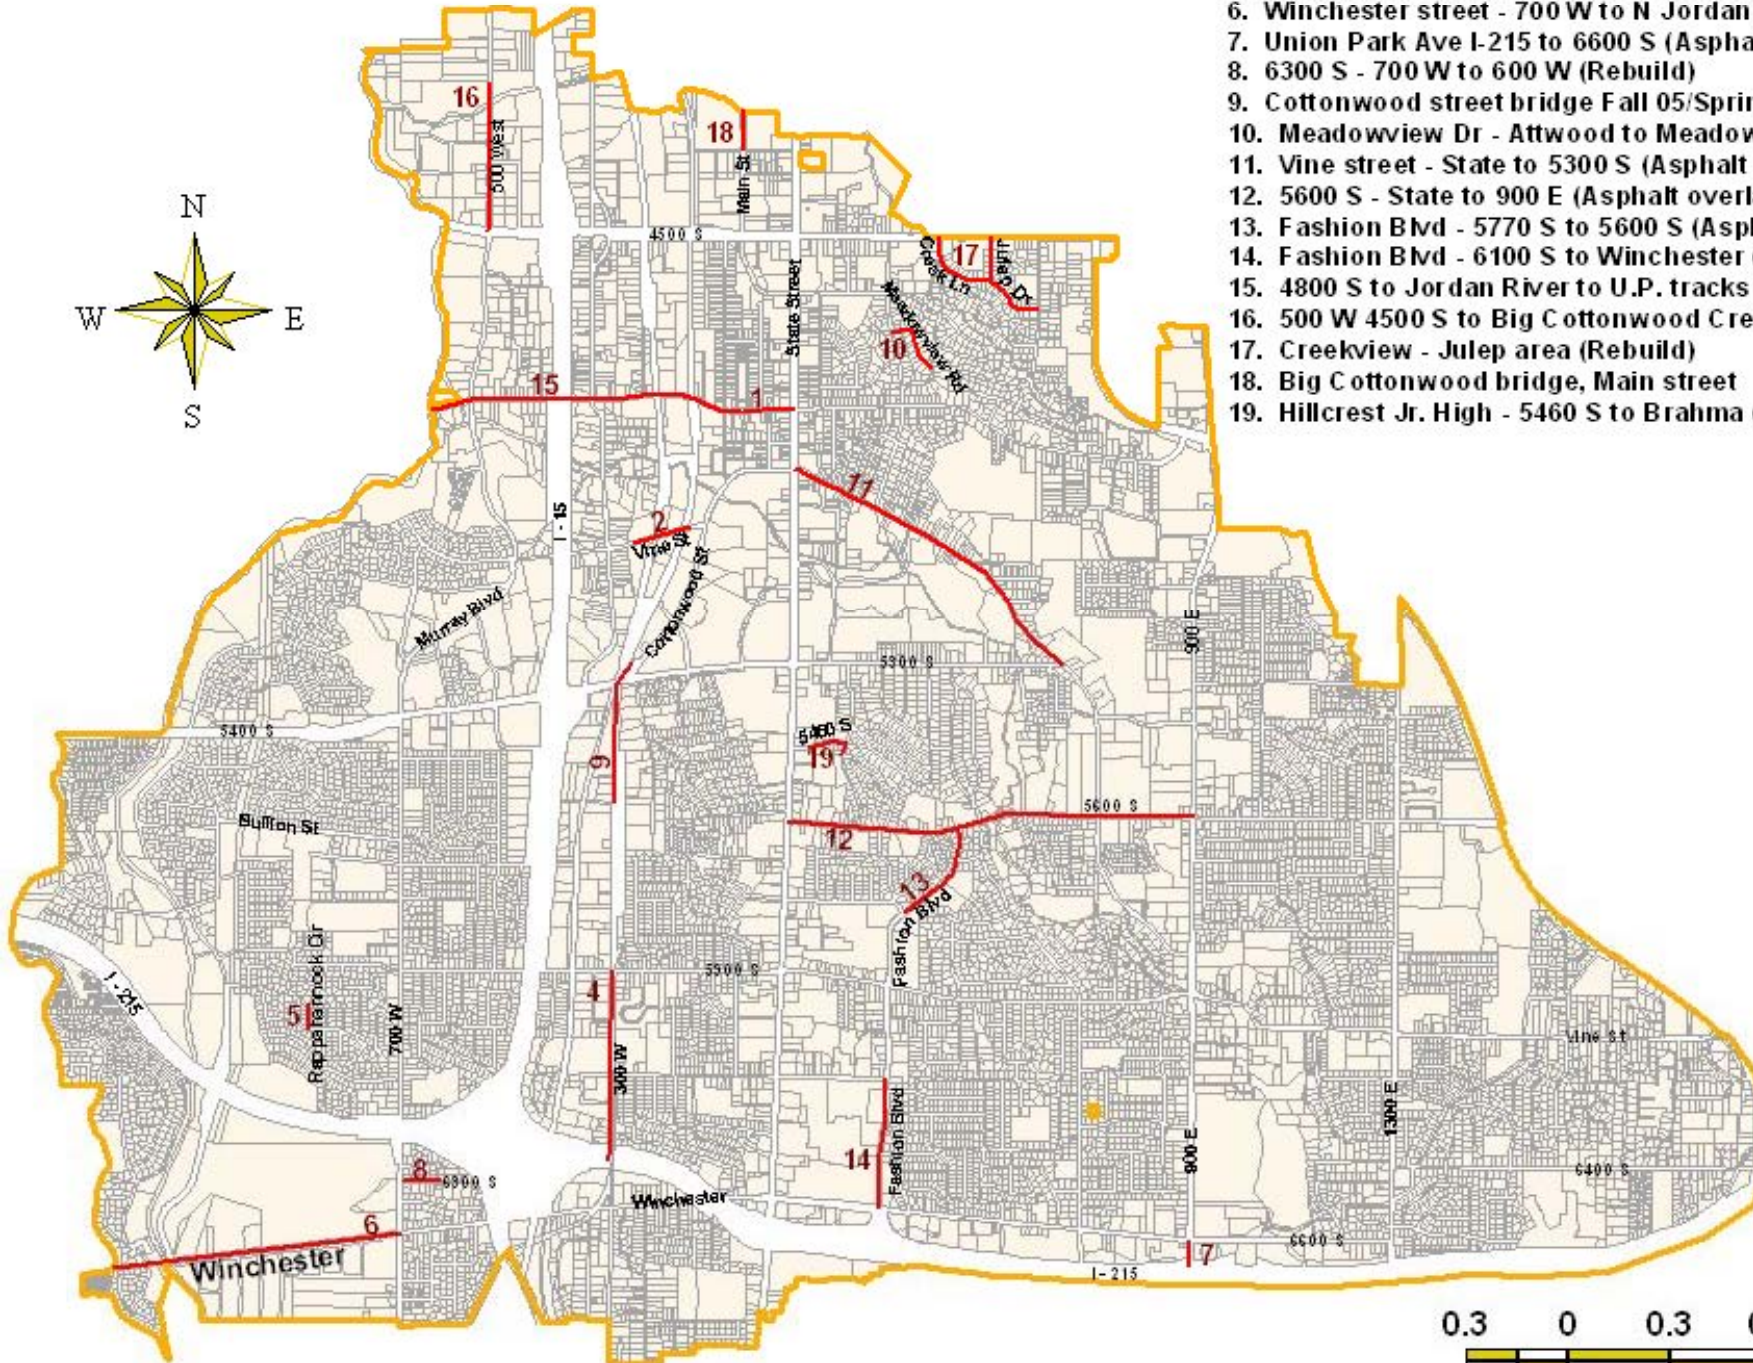 6. Winchester street - 700 W to N Jordan
7. Union Park Ave I-215 to 6600 S (Aspha
8. 6300 S - 700 W to 600 W (Rebuild)
9. Cottonwood street bridge Fall 05/Sprin
10. Meadowview Dr - Attwood to Meadow
11. Vine street - State to 5300 S (Asphalt
12. 5600 S - State to 900 E (Asphalt overl
13. Fashion Blvd - 5770 S to 5600 S (Asph
14. Fashion Blvd - 6100 S to Winchester (
15. 4800 S to Jordan River to U.P. tracks
16. 500 W 4500 S to Big Cottonwood Cre
17. Creekview - Julep area (Rebuild)
18. Big Cottonwood bridge, Main street
19. Hillcrest Jr. High - 5460 S to Brahma (
N
W
E
S
16
500 West
18
Main St
4500 S
17
Creek Ln
Julep Dr
State Street
Meadowview Rd
10
15
1
11
I - 15
2
Vine St
Cottonwood St
Murray Blvd
900 E
5300 S
5400 S
5460 S
19
9
5600 S
12
Bullion St
13
Fashion Blvd
Fashion Blvd
5900 S
I - 215
4
5
Rappahannock Cir
700 W
300 W
Vine St
1300 E
14
Fashion Blvd
900 E
6400 S
8
6300 S
Winchester
6
Winchester
7
6600 S
I - 215
0.3 0 0.3